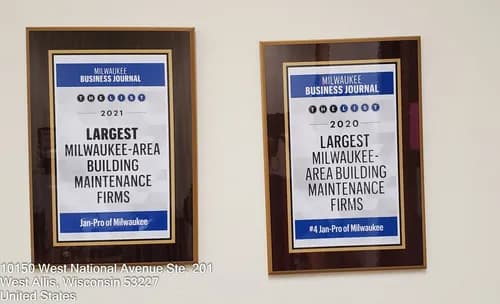 MILWAUKEE
BUSINESS JOURNAL
THE LIST
2021
LARGEST
MILWAUKEE-AREA
BUILDING
MAINTENANCE
FIRMS
Jan-Pro of Milwaukee
MILWAUKEE
BUSINESS JOURNAL
THE LIST
2020
LARGEST
MILWAUKEE-
AREA BUILDING
MAINTENANCE
FIRMS
#4 Jan-Pro of Milwaukee
10150 West National Avenue Ste. 201
West Allis, Wisconsin 53227
United States